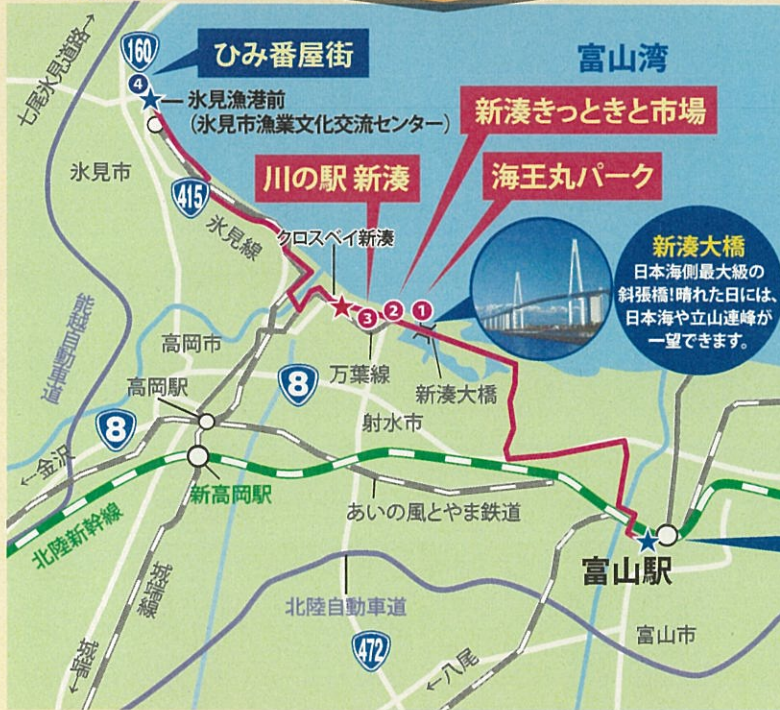 七尾氷見道路→
160
ひみ番屋街
富山湾
4
氷見漁港前
(氷見市漁業文化交流センター)
新湊きっときと市場
氷見市
415
川の駅 新湊
海王丸パーク
氷見線
クロスベイ新湊
新湊大橋
日本海側最大級の
斜張橋!晴れた日には、
日本海や立山連峰が
一望できます。
3
2
1
能越自動車道
高岡市
万葉線
新湊大橋
高岡駅
8
射水市
8
←金沢
新高岡駅
あいの風とやま鉄道
北陸新幹線
富山駅
城端線
北陸自動車道
富山市
472
←城端
←八尾